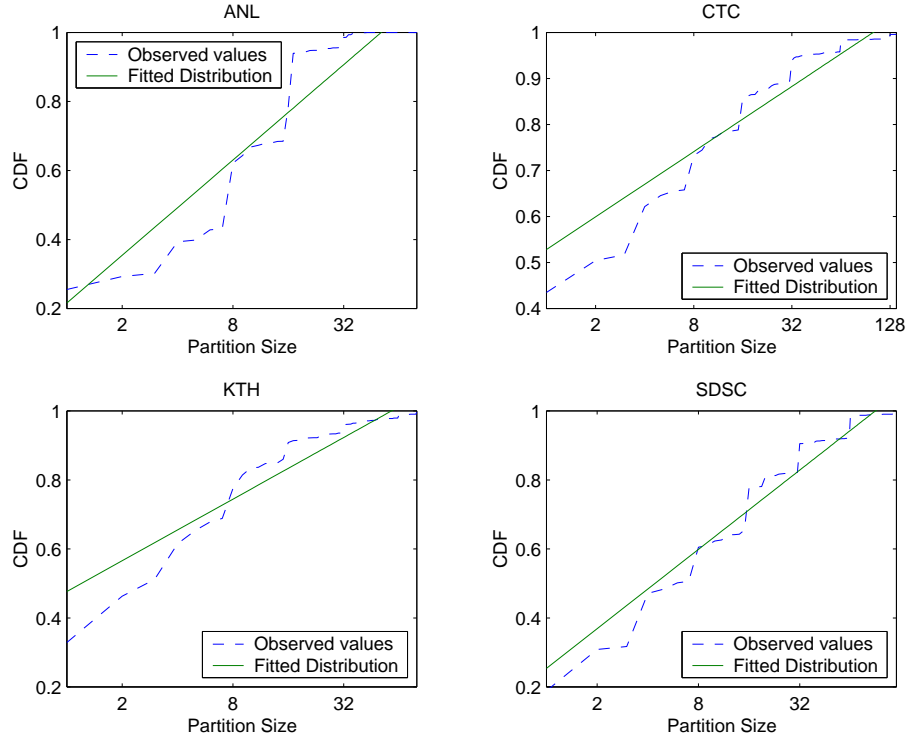 ANL
1
0.8
0.6
0.4
0.2
CDF
Observed values
Fitted Distribution
2 8 32
Partition Size
CTC
1
0.9
0.8
0.7
0.6
0.5
0.4
CDF
Observed values
Fitted Distribution
2 8 32 128
Partition Size
KTH
1
0.8
0.6
0.4
0.2
CDF
Observed values
Fitted Distribution
2 8 32
Partition Size
SDSC
1
0.8
0.6
0.4
0.2
CDF
Observed values
Fitted Distribution
2 8 32
Partition Size